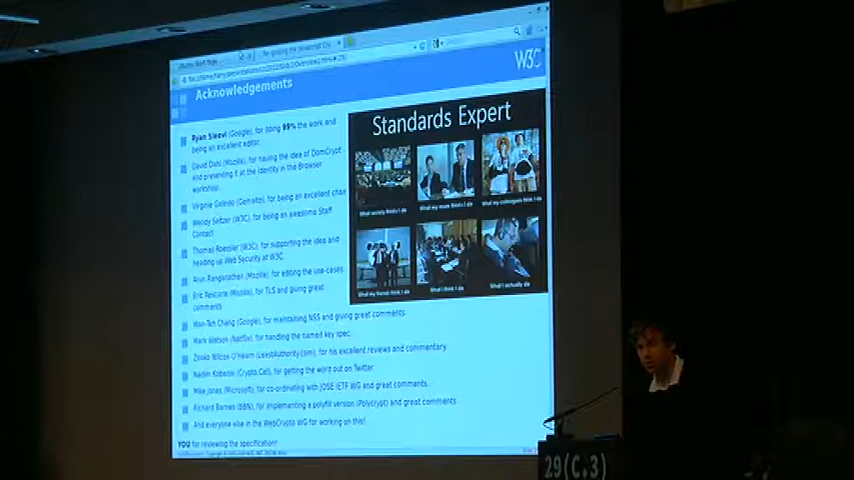 Acknowledgements
W3C
Ryan Sleevi (Google), for doing 99% the work and
being an excellent editor.
David Dahl (Mozilla), for having the idea of DomCrypt
and presenting it at the Identity in the Browser
workshop.
Virginie Galindo (Gemalto), for being an excellent chair
Wendy Seltzer (W3C), for being an awesome Staff
Contact
Thomas Roessler (W3C), for supporting the idea and
heading up Web Security at W3C
Arun Ranganathan (Mozilla), for editing the use-cases
Eric Rescorla (Mozilla), for TLS and giving great
comments
Wan-Teh Chang (Google), for maintaining NSS and giving great comments.
Mark Watson (Netflix), for handling the named key spec
Zooko Wilcox O'Hearn (LeastAuthority.com), for his excellent reviews and commentary.
Nadim Kobeissi (Crypto Cat), for getting the word out on Twitter
Mike Jones (Microsoft), for co-ordinating with JOSE IETF WG and great comments.
Richard Barnes (BBN), for implementing a polyfill version (Polycrypt) and great comments
And everyone else in the WebCrypto WG for working on this!
YOU for reviewing the specification!
Standards Expert
What society thinks I do
What my mom thinks I do
What my colleagues think I do
What my friends think I do
What I think I do
What I actually do
29(C.3)